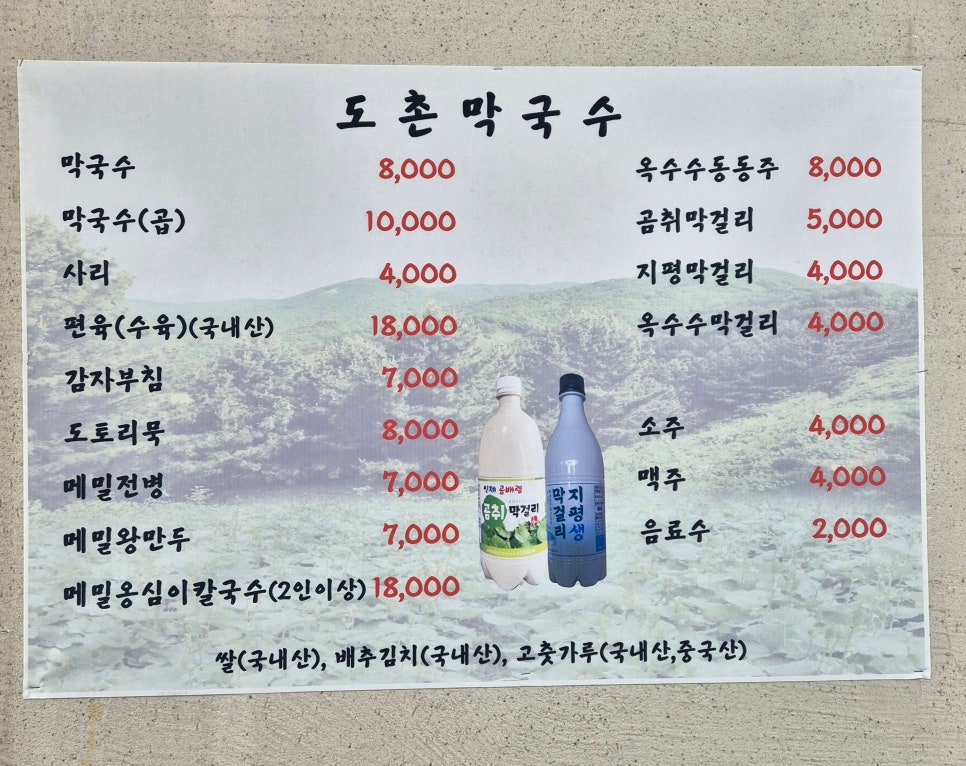 도촌막국수
막국수 8,000
막국수(곱) 10,000
사리 4,000
편육(수육)(국내산) 18,000
감자부침 7,000
도토리묵 8,000
메밀전병 7,000
메밀왕만두 7,000
메밀옹심이칼국수(2인이상) 18,000
옥수수동동주 8,000
곰취막걸리 5,000
지평막걸리 4,000
옥수수막걸리 4,000
소주 4,000
맥주 4,000
음료수 2,000
인제 곰배령
곰취 막걸리
지평생
막걸리
쌀(국내산), 배추김치(국내산), 고춧가루(국내산,중국산)